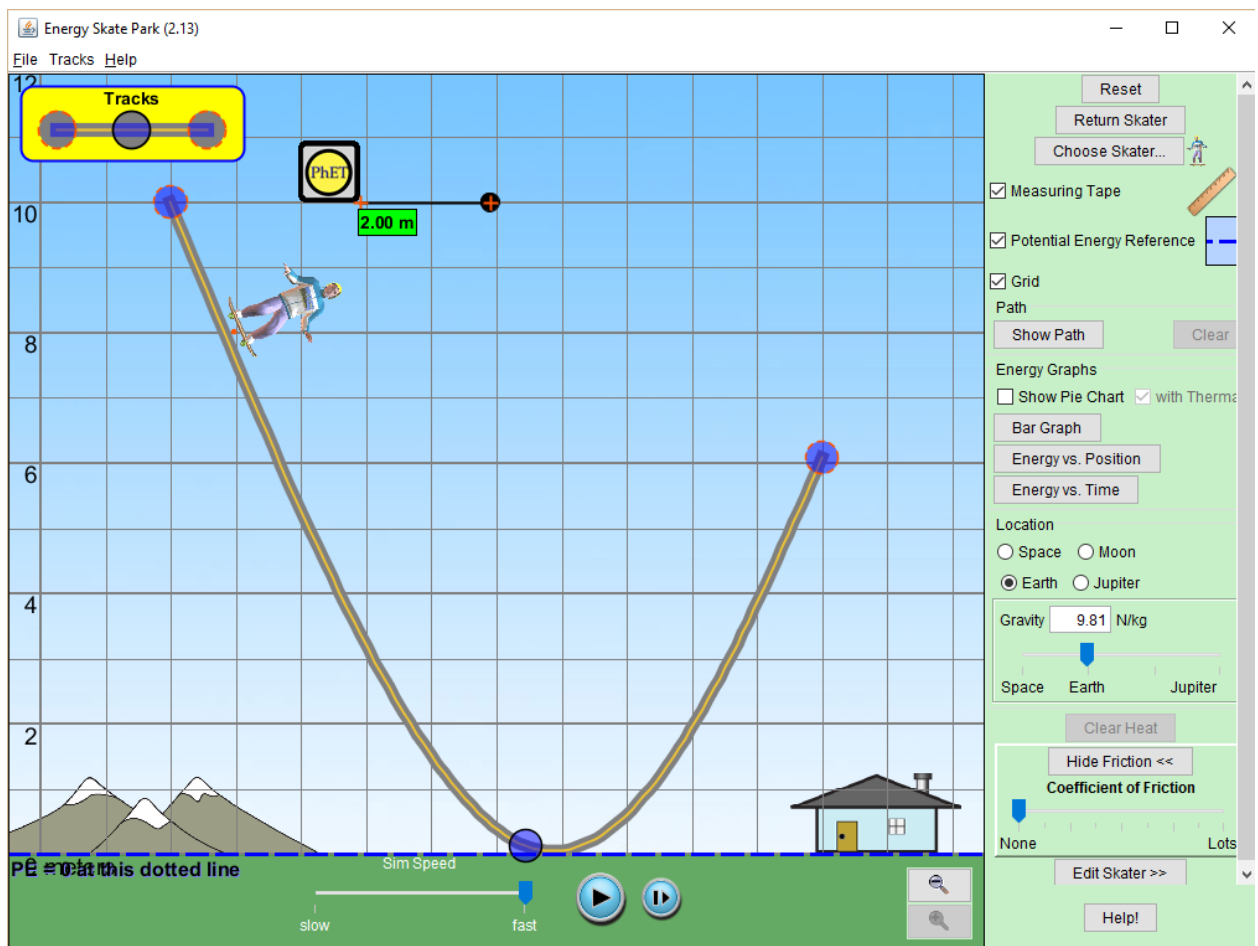 Energy Skate Park (2.13)
File Tracks Help
12
Tracks
PhET
10
2.00 m
8
6
4
2
PE = 0 at this dotted line
Sim Speed
slow
fast
Reset
Return Skater
Choose Skater...
Measuring Tape
Potential Energy Reference
Grid
Path
Show Path Clear
Energy Graphs
Show Pie Chart with Therma
Bar Graph
Energy vs. Position
Energy vs. Time
Location
Space Moon
Earth Jupiter
Gravity 9.81 N/kg
Space Earth Jupiter
Clear Heat
Hide Friction <<
Coefficient of Friction
None Lots
Edit Skater >>
Help!